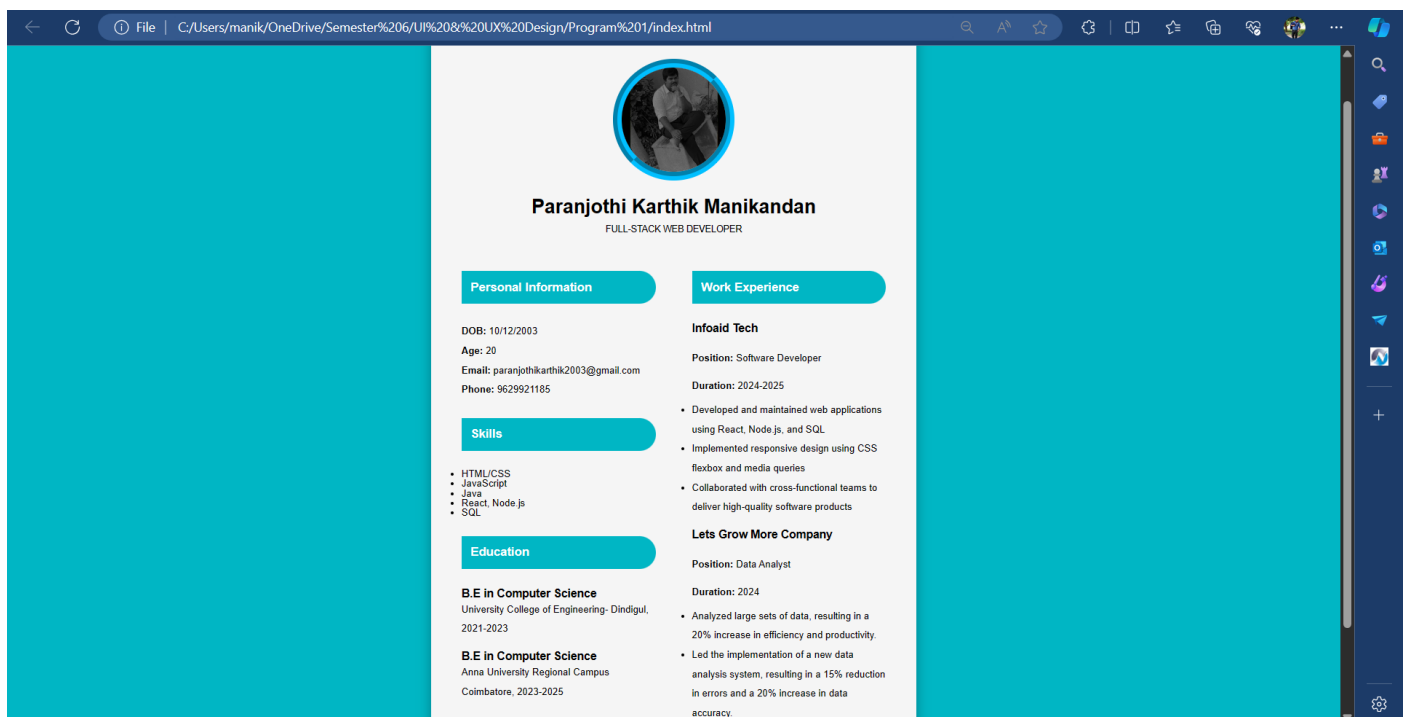 File | C:/Users/manik/OneDrive/Semester%206/UI%20&%20UX%20Design/Program%201/index.html
Paranjothi Karthik Manikandan
FULL-STACK WEB DEVELOPER
Personal Information
DOB: 10/12/2003
Age: 20
Email: paranjothikarthik2003@gmail.com
Phone: 9629921185
Skills
• HTML/CSS
• JavaScript
• Java
• React, Node.js
• SQL
Education
B.E in Computer Science
University College of Engineering- Dindigul,
2021-2023
B.E in Computer Science
Anna University Regional Campus
Coimbatore, 2023-2025
Work Experience
Infoaid Tech
Position: Software Developer
Duration: 2024-2025
• Developed and maintained web applications
using React, Node.js, and SQL
• Implemented responsive design using CSS
flexbox and media queries
• Collaborated with cross-functional teams to
deliver high-quality software products
Lets Grow More Company
Position: Data Analyst
Duration: 2024
• Analyzed large sets of data, resulting in a
20% increase in efficiency and productivity.
• Led the implementation of a new data
analysis system, resulting in a 15% reduction
in errors and a 20% increase in data
accuracy.